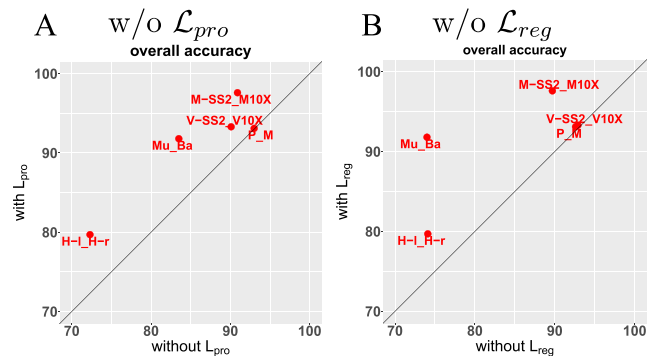 A w/o ℒpro
overall accuracy
100
90
80
70
with Lpro
M−SS2_M10X
V−SS2_V10X
P_M
Mu_Ba
H−l_H−r
70 80 90 100
without Lpro
B w/o ℒreg
overall accuracy
100
90
80
70
with Lreg
M−SS2_M10X
V−SS2_V10X
P_M
Mu_Ba
H−l_H−r
70 80 90 100
without Lreg